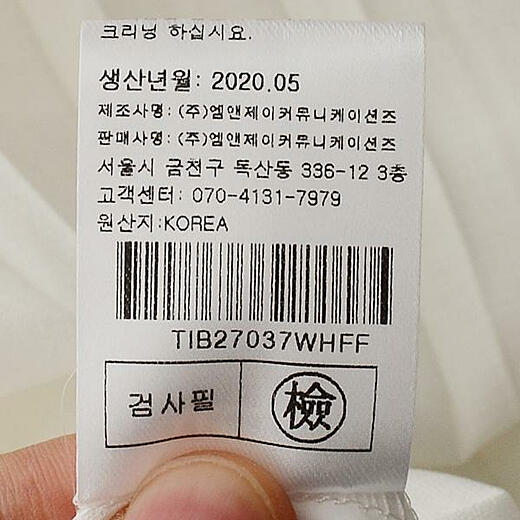 크리닝 하십시요.
생산년월: 2020.05
제조사명: (주)엠앤제이커뮤니케이션즈
판매사명: (주)엠앤제이커뮤니케이션즈
서울시 금천구 독산동 336-12 3층
고객센터: 070-4131-7979
원산지:KOREA
TIB27037WHFF
검사필 檢